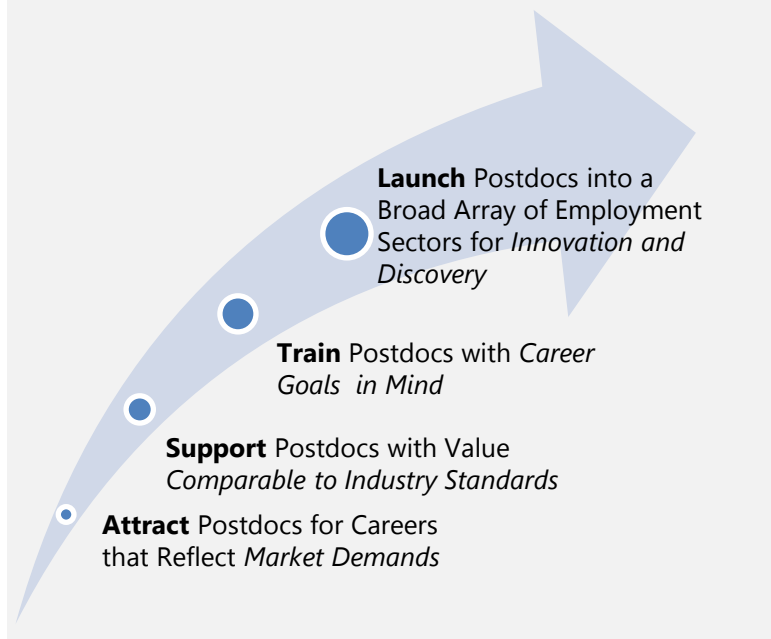 Launch Postdocs into a
Broad Array of Employment
Sectors for Innovation and
Discovery
Train Postdocs with Career
Goals  in Mind
Support Postdocs with Value
Comparable to Industry Standards
Attract Postdocs for Careers
that Reflect Market Demands